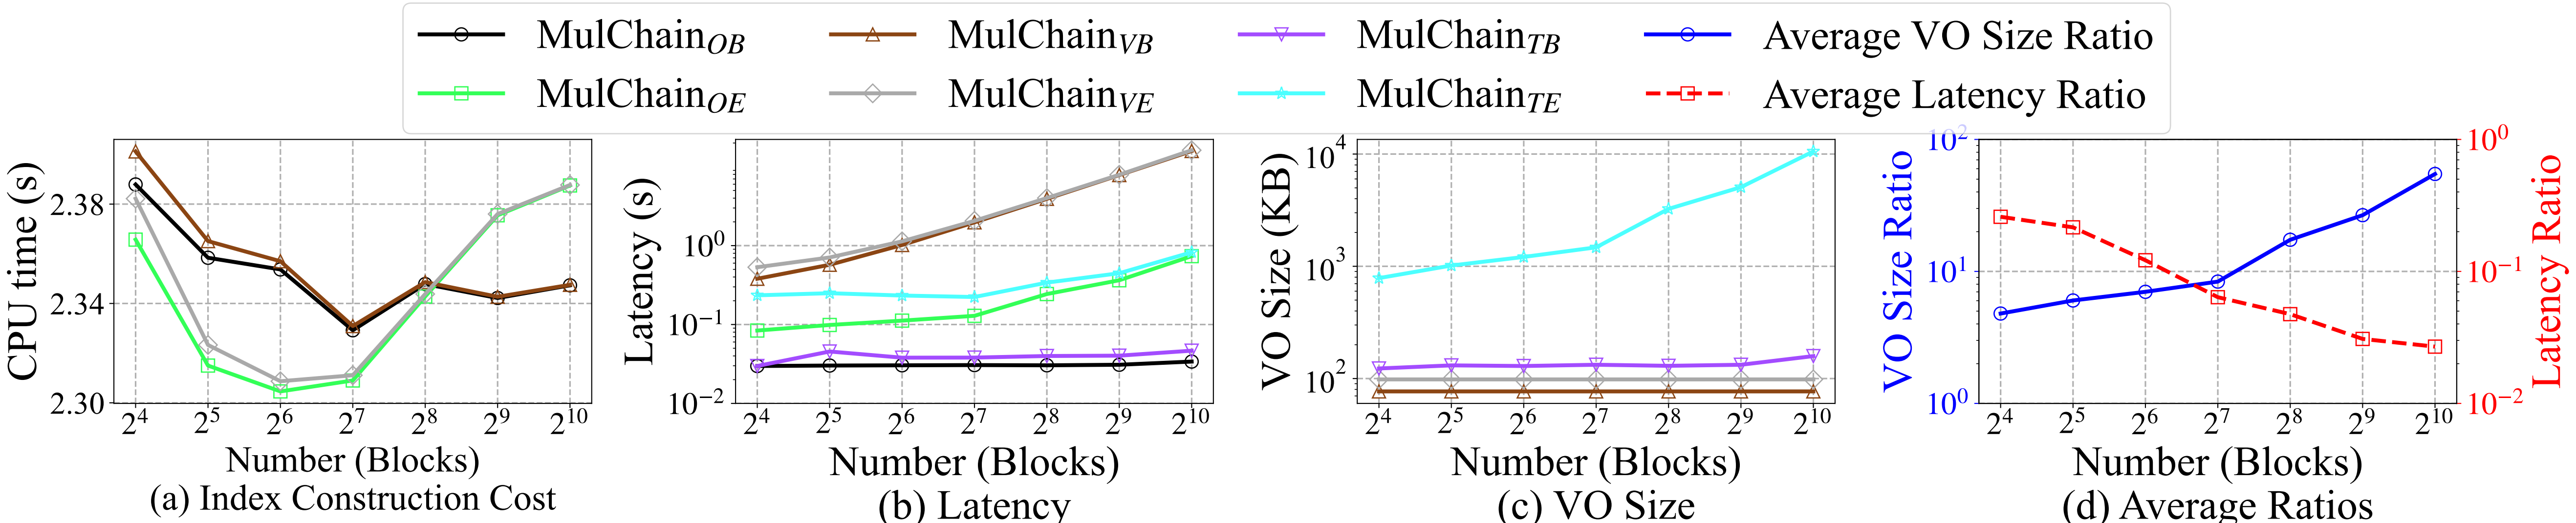 MulChain_OB MulChain_VB MulChain_TB Average VO Size Ratio
MulChain_OE MulChain_VE MulChain_TE Average Latency Ratio
CPU time (s)
2.38
2.34
2.30
2^4 2^5 2^6 2^7 2^8 2^9 2^10
Number (Blocks)
(a) Index Construction Cost
Latency (s)
10^0
10^-1
10^-2
2^4 2^5 2^6 2^7 2^8 2^9 2^10
Number (Blocks)
(b) Latency
VO Size (KB)
10^4
10^3
10^2
2^4 2^5 2^6 2^7 2^8 2^9 2^10
Number (Blocks)
(c) VO Size
VO Size Ratio
10^2
10^1
10^0
2^4 2^5 2^6 2^7 2^8 2^9 2^10
Number (Blocks)
10^0
10^-1
10^-2
Latency Ratio
(d) Average Ratios